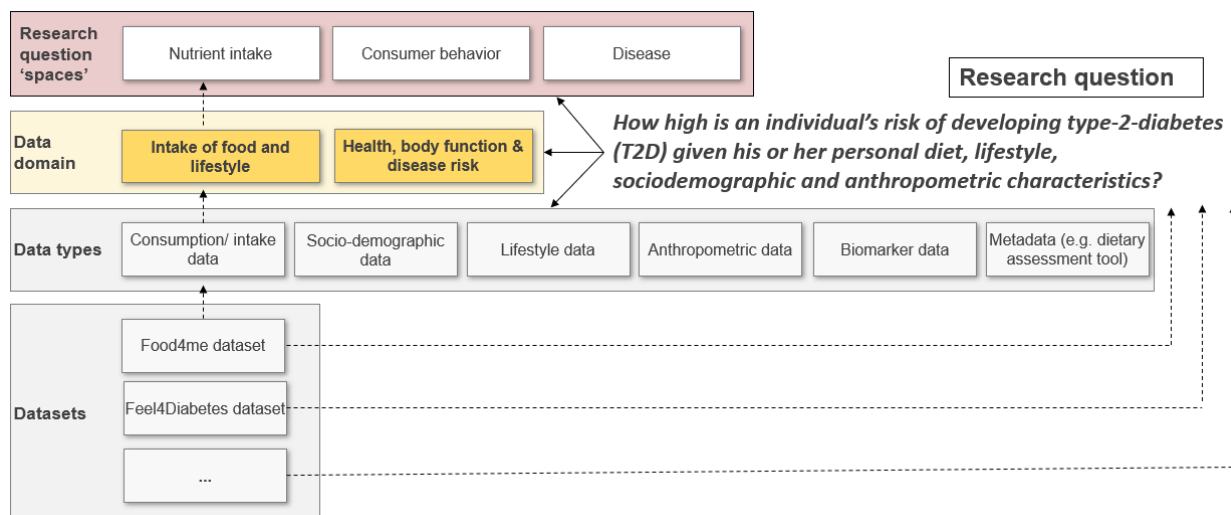 Research
question
‘spaces’
Nutrient intake
Consumer behavior
Disease
Research question
Data
domain
Intake of food and
lifestyle
Health, body function &
disease risk
How high is an individual’s risk of developing type-2-diabetes
(T2D) given his or her personal diet, lifestyle,
sociodemographic and anthropometric characteristics?
Data types
Consumption/ intake
data
Socio-demographic
data
Lifestyle data
Anthropometric data
Biomarker data
Metadata (e.g. dietary
assessment tool)
Datasets
Food4me dataset
Feel4Diabetes dataset
...